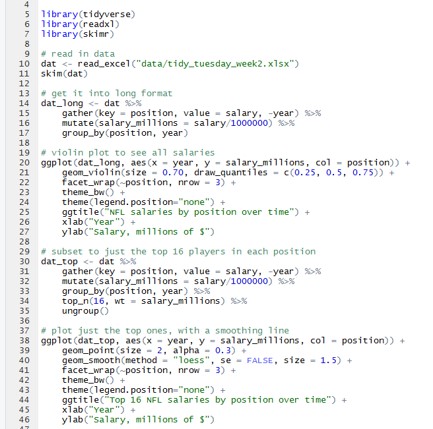 4
5 library(tidyverse)
6 library(readxl)
7 library(skimr)
8
9 # read in data
10 dat <- read_excel("data/tidy_tuesday_week2.xlsx")
11 skim(dat)
12
13 # get it into long format
14 dat_long <- dat %>%
15 gather(key = position, value = salary, -year) %>%
16 mutate(salary_millions = salary/1000000) %>%
17 group_by(position, year)
18
19 # violin plot to see all salaries
20 ggplot(dat_long, aes(x = year, y = salary_millions, col = position)) +
21 geom_violin(size = 0.70, draw_quantiles = c(0.25, 0.5, 0.75)) +
22 facet_wrap(~position, nrow = 3) +
23 theme_bw() +
24 theme(legend.position="none") +
25 ggtitle("NFL salaries by position over time") +
26 xlab("Year") +
27 ylab("Salary, millions of $")
28
29 # subset to just the top 16 players in each position
30 dat_top <- dat %>%
31 gather(key = position, value = salary, -year) %>%
32 mutate(salary_millions = salary/1000000) %>%
33 group_by(position, year) %>%
34 top_n(16, wt = salary_millions) %>%
35 ungroup()
36
37 # plot just the top ones, with a smoothing line
38 ggplot(dat_top, aes(x = year, y = salary_millions, col = position)) +
39 geom_point(size = 2, alpha = 0.3) +
40 geom_smooth(method = "loess", se = FALSE, size = 1.5) +
41 facet_wrap(~position, nrow = 3) +
42 theme_bw() +
43 theme(legend.position="none") +
44 ggtitle("Top 16 NFL salaries by position over time") +
45 xlab("Year") +
46 ylab("Salary, millions of $")